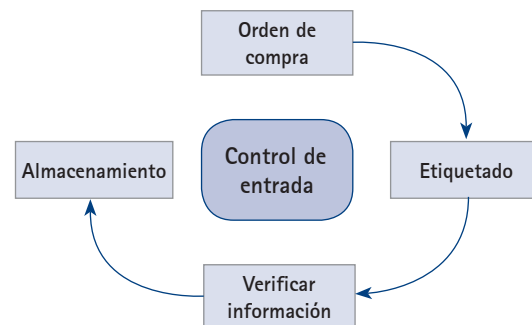 Orden de
compra
Control de
entrada
Almacenamiento
Etiquetado
Verificar
información